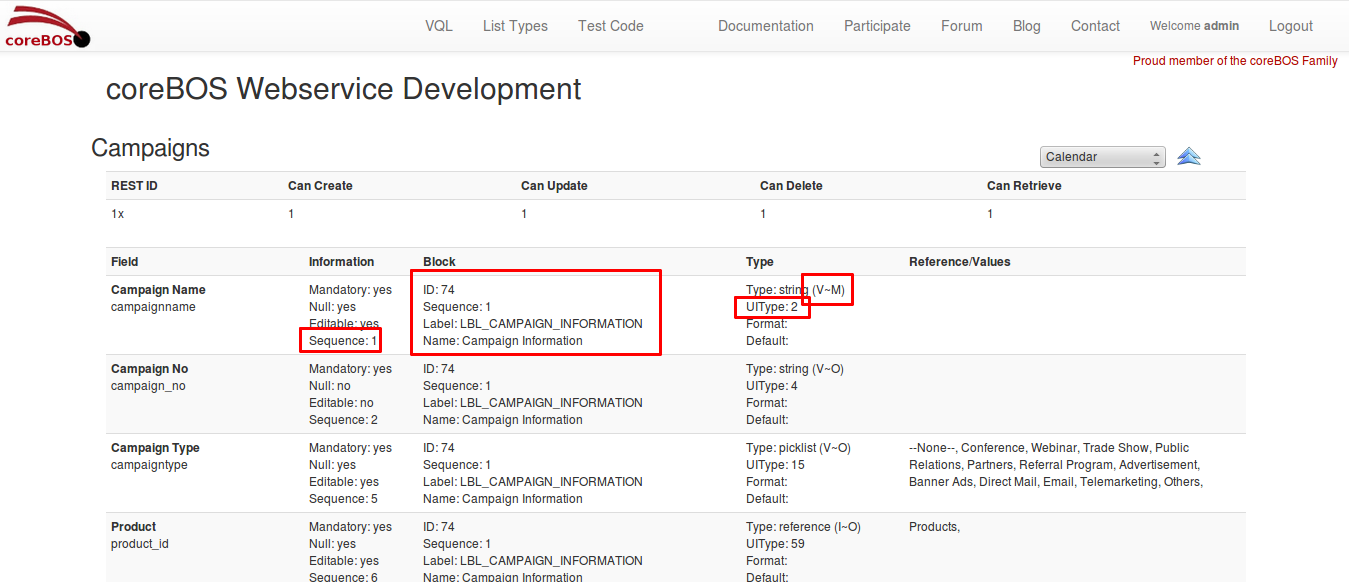 coreBOS VQL List Types Test Code Documentation Participate Forum Blog Contact Welcome admin Logout
Proud member of the coreBOS Family
coreBOS Webservice Development
Campaigns
Calendar
REST ID Can Create Can Update Can Delete Can Retrieve
1x 1 1 1 1
Field Information Block Type Reference/Values
Campaign Name Mandatory: yes ID: 74 Type: string (V~M)
campaignname Null: yes Sequence: 1 UIType: 2
Editable: yes Label: LBL_CAMPAIGN_INFORMATION Format:
Sequence: 1 Name: Campaign Information Default:
Campaign No Mandatory: yes ID: 74 Type: string (V~O)
campaign_no Null: no Sequence: 1 UIType: 4
Editable: no Label: LBL_CAMPAIGN_INFORMATION Format:
Sequence: 2 Name: Campaign Information Default:
Campaign Type Mandatory: yes ID: 74 Type: picklist (V~O) --None--, Conference, Webinar, Trade Show, Public
campaigntype Null: yes Sequence: 1 UIType: 15 Relations, Partners, Referral Program, Advertisement,
Editable: yes Label: LBL_CAMPAIGN_INFORMATION Format: Banner Ads, Direct Mail, Email, Telemarketing, Others,
Sequence: 5 Name: Campaign Information Default:
Product Mandatory: yes ID: 74 Type: reference (I~O) Products,
product_id Null: yes Sequence: 1 UIType: 59
Editable: yes Label: LBL_CAMPAIGN_INFORMATION Format:
Sequence: 6 Name: Campaign Information Default: